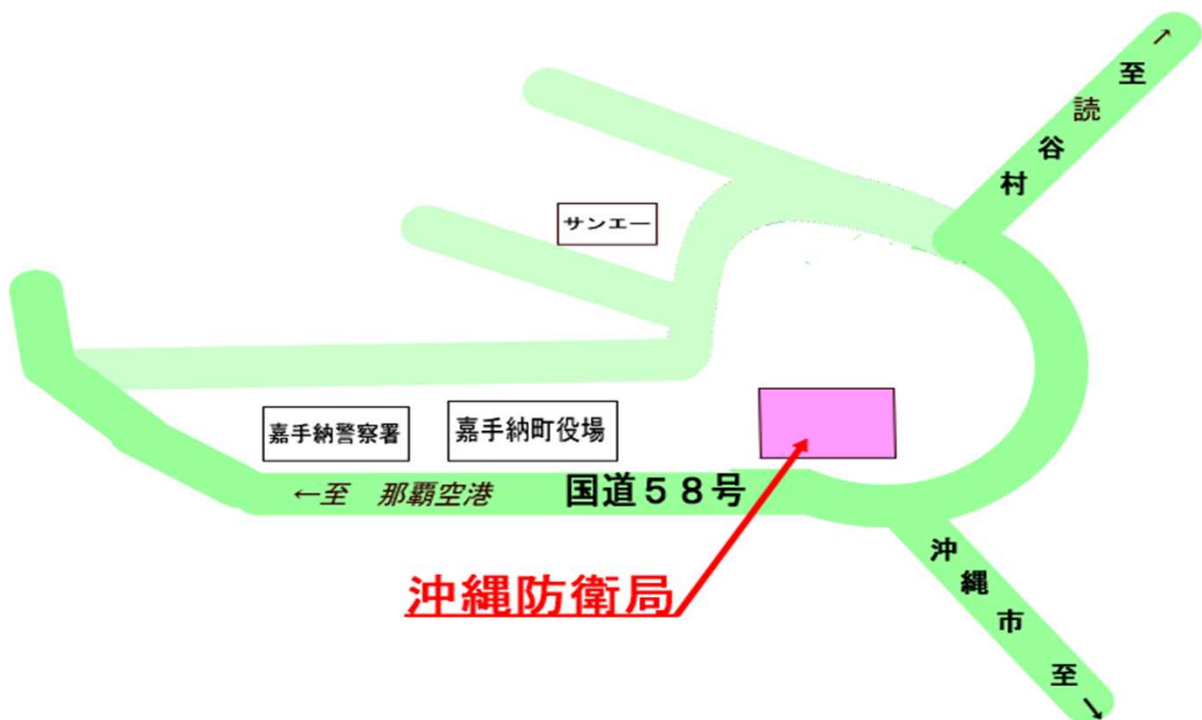 ↑
至
読
谷
村
サンエー
嘉手納警察署
嘉手納町役場
←至　那覇空港
国道５８号
沖縄防衛局
沖
縄
市
至
↓